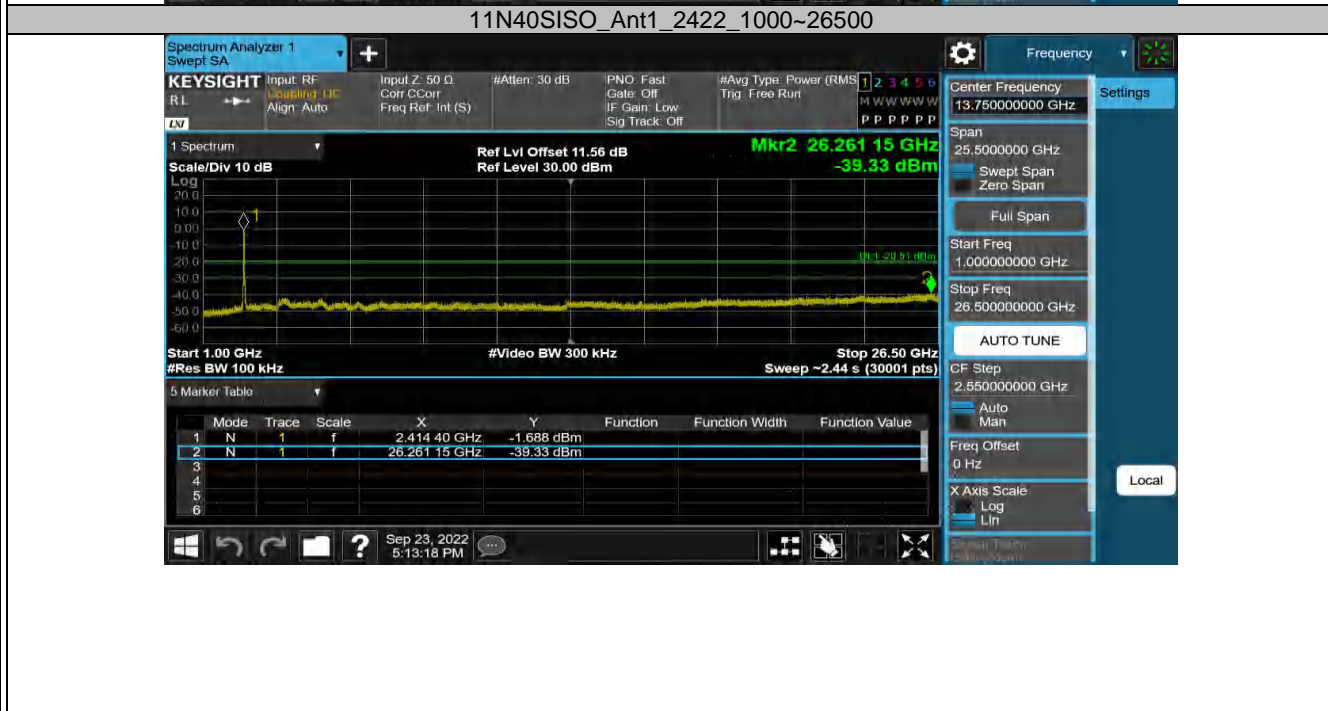 11N40SISO_Ant1_2422_1000~26500
Spectrum Analyzer 1
Swept SA
Frequency
KEYSIGHT
RL
LXI
Input: RF
Coupling: DC
Align: Auto
Input Z: 50 Ω
Corr CCorr
Freq Ref: Int (S)
#Atten: 30 dB
PNO: Fast
Gate: Off
IF Gain: Low
Sig Track: Off
#Avg Type: Power (RMS
Trig: Free Run
1 2 3 4 5 6
M W W W W W
P P P P P P
Center Frequency
13.750000000 GHz
Settings
1 Spectrum
Scale/Div 10 dB
Ref Lvl Offset 11.56 dB
Ref Level 30.00 dBm
Mkr2 26.261 15 GHz
-39.33 dBm
Log
20.0
10.0
0.00
-10.0
-20.0
-30.0
-40.0
-50.0
-60.0
1
DL1 -20.51 dBm
2
Start 1.00 GHz
#Res BW 100 kHz
#Video BW 300 kHz
Stop 26.50 GHz
Sweep ~2.44 s (30001 pts)
Span
25.5000000 GHz
Swept Span
Zero Span
Full Span
Start Freq
1.000000000 GHz
Stop Freq
26.500000000 GHz
AUTO TUNE
CF Step
2.550000000 GHz
Auto
Man
Freq Offset
0 Hz
X Axis Scale
Log
Lin
Local
5 Marker Table
Mode Trace Scale X Y Function Function Width Function Value
1 N 1 f 2.414 40 GHz -1.688 dBm
2 N 1 f 26.261 15 GHz -39.33 dBm
3
4
5
6
?
Sep 23, 2022
5:13:18 PM